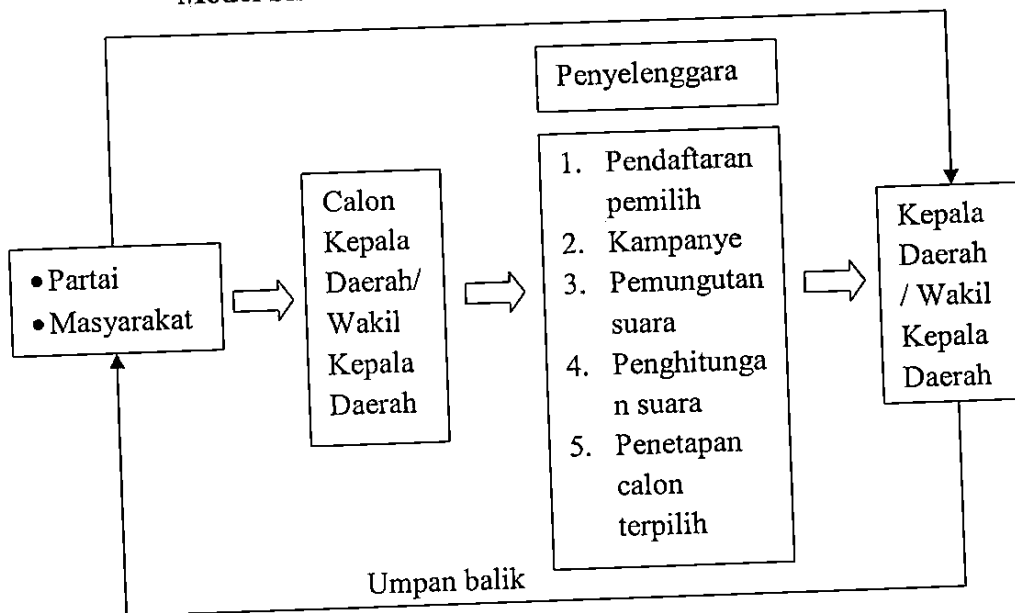 Penyelenggara
• Partai
• Masyarakat
Calon
Kepala
Daerah/
Wakil
Kepala
Daerah
1. Pendaftaran
pemilih
2. Kampanye
3. Pemungutan
suara
4. Penghitunga
n suara
5. Penetapan
calon
terpilih
Kepala
Daerah
/ Wakil
Kepala
Daerah
Umpan balik